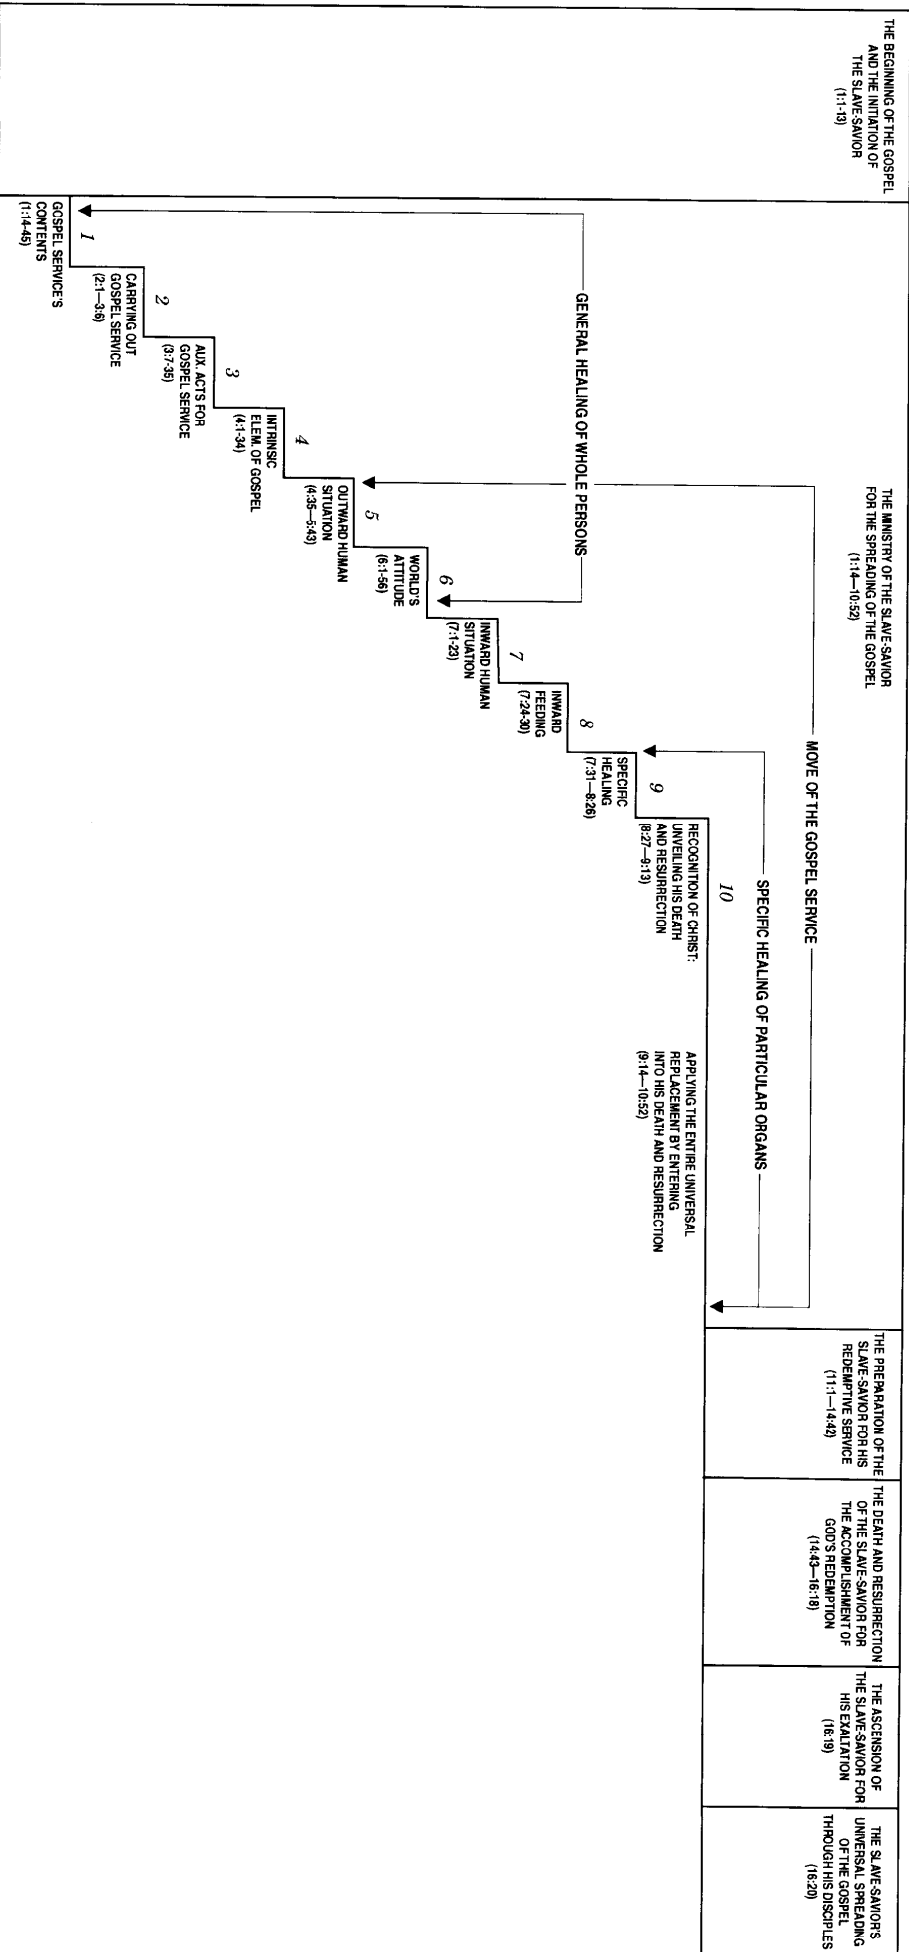 THE BEGINNING OF THE GOSPEL
AND THE INITIATION OF
THE SLAVE-SAVIOR
(1:1-13)
THE MINISTRY OF THE SLAVE-SAVIOR
FOR THE SPREADING OF THE GOSPEL
(1:14—10:52)
MOVE OF THE GOSPEL SERVICE
SPECIFIC HEALING OF PARTICULAR ORGANS
GENERAL HEALING OF WHOLE PERSONS
1
GOSPEL SERVICE'S
CONTENTS
(1:14-45)
2
CARRYING OUT
GOSPEL SERVICE
(2:1—3:6)
3
AUX. ACTS FOR
GOSPEL SERVICE
(3:7-35)
4
INTRINSIC
ELEM. OF GOSPEL
(4:1-34)
5
OUTWARD HUMAN
SITUATION
(4:35—5:43)
6
WORLD'S
ATTITUDE
(6:1-56)
7
INWARD HUMAN
SITUATION
(7:1-23)
8
INWARD
FEEDING
(7:24-30)
9
SPECIFIC
HEALING
(7:31—8:26)
10
RECOGNITION OF CHRIST:
UNVEILING HIS DEATH
AND RESURRECTION
(8:27—9:13)
APPLYING THE ENTIRE UNIVERSAL
REPLACEMENT BY ENTERING
INTO HIS DEATH AND RESURRECTION
(9:14—10:52)
THE PREPARATION OF THE
SLAVE-SAVIOR FOR HIS
REDEMPTIVE SERVICE
(11:1—14:42)
THE DEATH AND RESURRECTION
OF THE SLAVE-SAVIOR FOR
THE ACCOMPLISHMENT OF
GOD'S REDEMPTION
(14:43—16:18)
THE ASCENSION OF
THE SLAVE-SAVIOR FOR
HIS EXALTATION
(16:19)
THE SLAVE-SAVIOR'S
UNIVERSAL SPREADING
OF THE GOSPEL
THROUGH HIS DISCIPLES
(16:20)